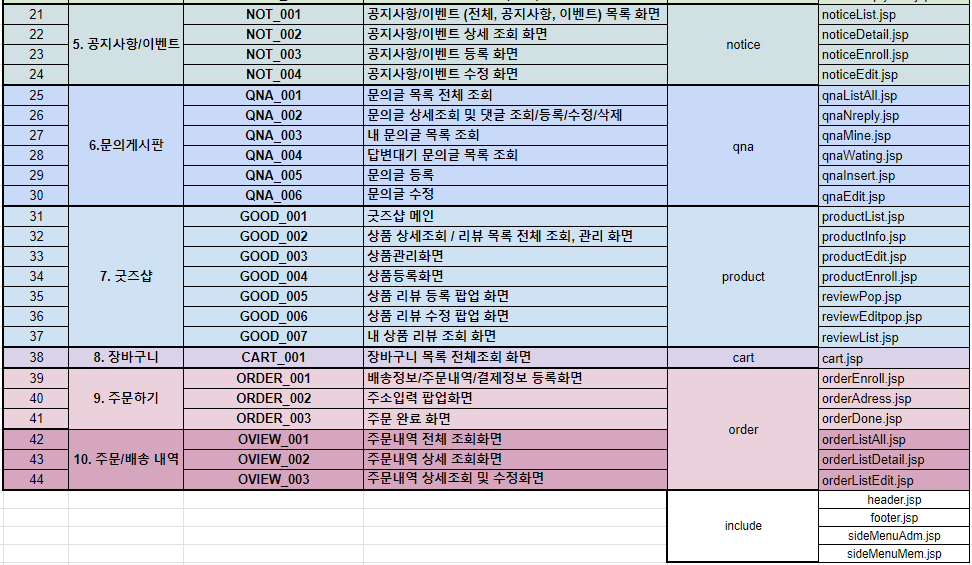 21 5. 공지사항/이벤트 NOT_001 공지사항/이벤트 (전체, 공지사항, 이벤트) 목록 화면 notice noticeList.jsp
22 NOT_002 공지사항/이벤트 상세 조회 화면 noticeDetail.jsp
23 NOT_003 공지사항/이벤트 등록 화면 noticeEnroll.jsp
24 NOT_004 공지사항/이벤트 수정 화면 noticeEdit.jsp
25 6.문의게시판 QNA_001 문의글 목록 전체 조회 qna qnaListAll.jsp
26 QNA_002 문의글 상세조회 및 댓글 조회/등록/수정/삭제 qnaNreply.jsp
27 QNA_003 내 문의글 목록 조회 qnaMine.jsp
28 QNA_004 답변대기 문의글 목록 조회 qnaWating.jsp
29 QNA_005 문의글 등록 qnaInsert.jsp
30 QNA_006 문의글 수정 qnaEdit.jsp
31 7. 굿즈샵 GOOD_001 굿즈샵 메인 product productList.jsp
32 GOOD_002 상품 상세조회 / 리뷰 목록 전체 조회, 관리 화면 productInfo.jsp
33 GOOD_003 상품관리화면 productEdit.jsp
34 GOOD_004 상품등록화면 productEnroll.jsp
35 GOOD_005 상품 리뷰 등록 팝업 화면 reviewPop.jsp
36 GOOD_006 상품 리뷰 수정 팝업 화면 reviewEditpop.jsp
37 GOOD_007 내 상품 리뷰 조회 화면 reviewList.jsp
38 8. 장바구니 CART_001 장바구니 목록 전체조회 화면 cart cart.jsp
39 9. 주문하기 ORDER_001 배송정보/주문내역/결제정보 등록화면 order orderEnroll.jsp
40 ORDER_002 주소입력 팝업화면 orderAdress.jsp
41 ORDER_003 주문 완료 화면 orderDone.jsp
42 10. 주문/배송 내역 OVIEW_001 주문내역 전체 조회화면 orderListAll.jsp
43 OVIEW_002 주문내역 상세 조회화면 orderListDetail.jsp
44 OVIEW_003 주문내역 상세조회 및 수정화면 orderListEdit.jsp
include header.jsp
footer.jsp
sideMenuAdm.jsp
sideMenuMem.jsp